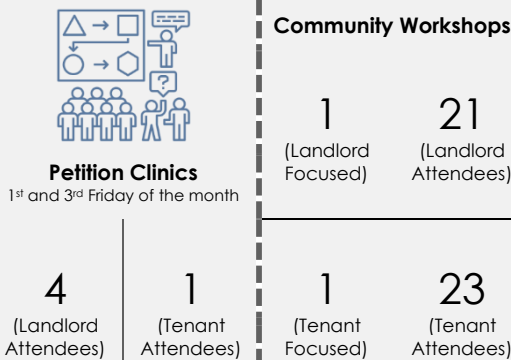 ?
Petition Clinics
1st and 3rd Friday of the month
4
(Landlord
Attendees)
1
(Tenant
Attendees)
Community Workshops
1
(Landlord
Focused)
21
(Landlord
Attendees)
1
(Tenant
Focused)
23
(Tenant
Attendees)